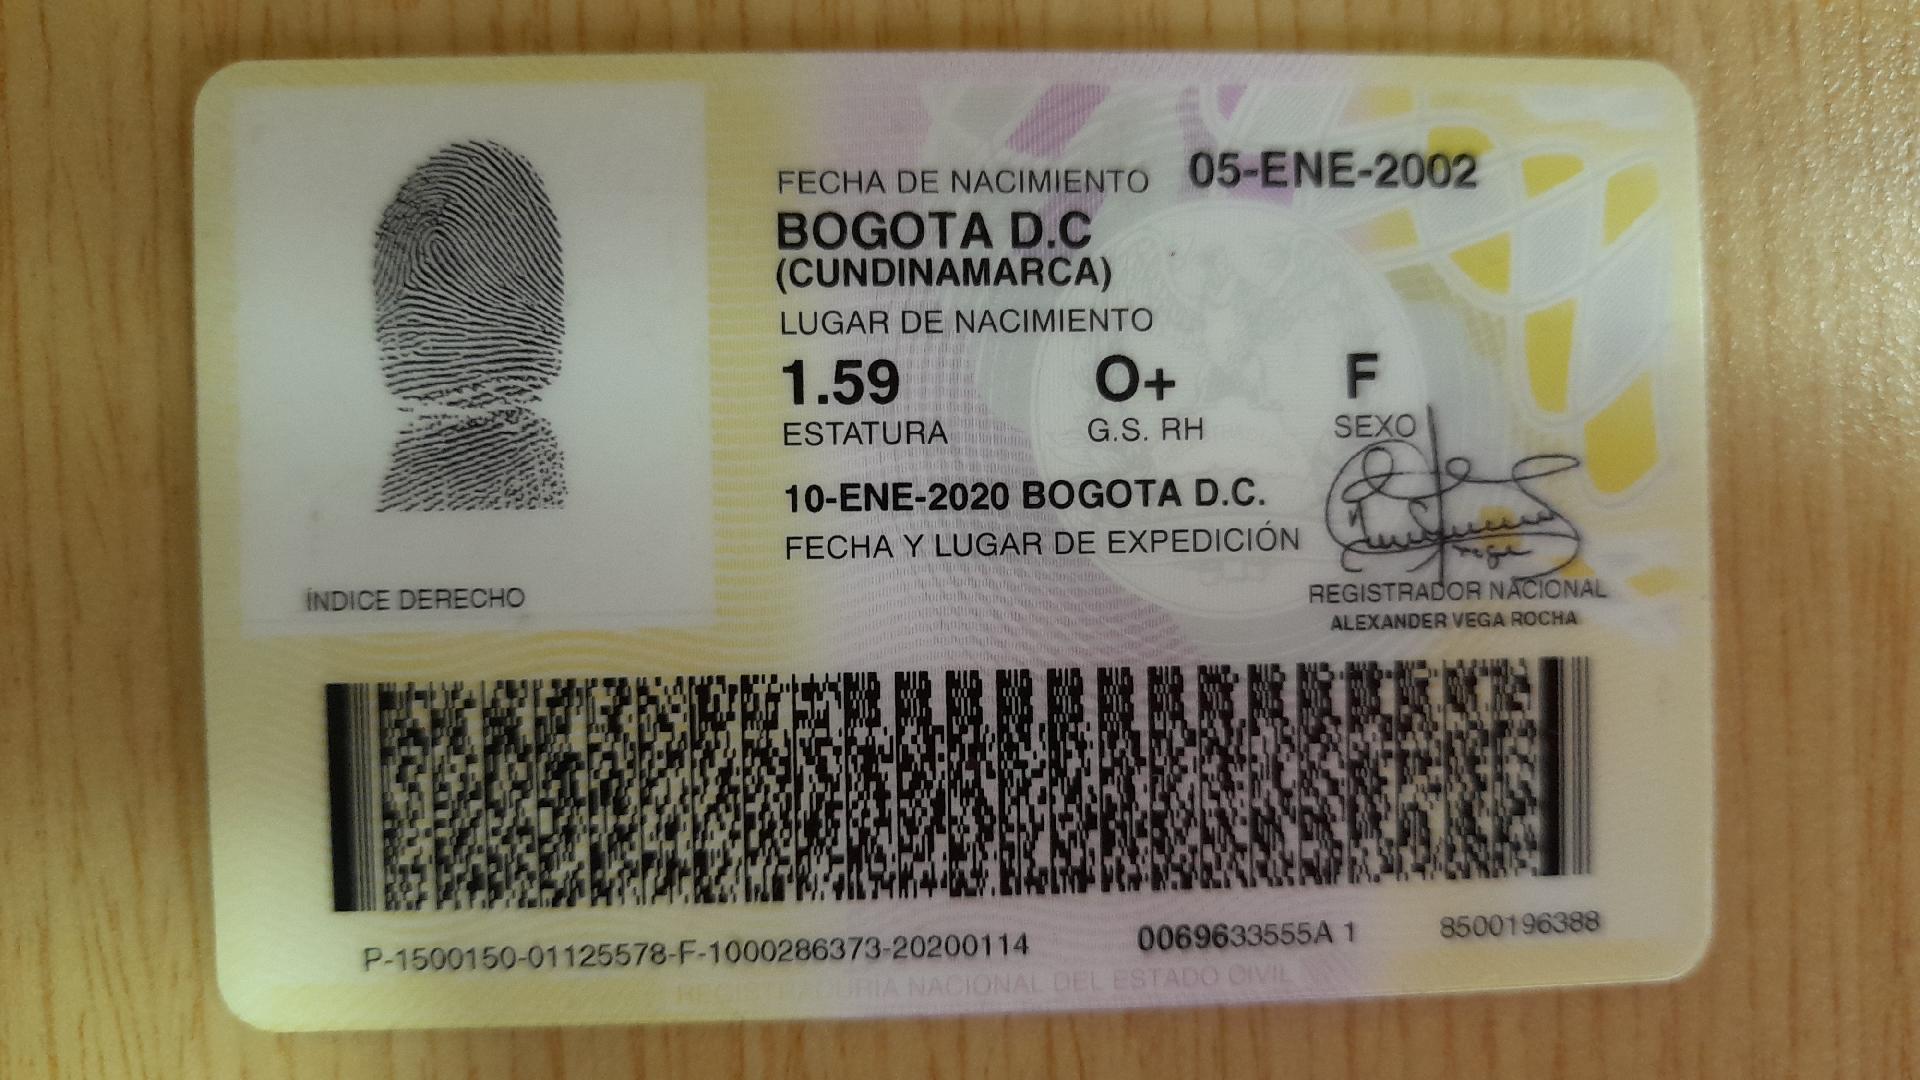 FECHA DE NACIMIENTO 05-ENE-2002
BOGOTA D.C
(CUNDINAMARCA)
LUGAR DE NACIMIENTO
1.59 O+ F
ESTATURA G.S. RH SEXO
10-ENE-2020 BOGOTA D.C.
FECHA Y LUGAR DE EXPEDICIÓN
ÍNDICE DERECHO
REGISTRADOR NACIONAL
ALEXANDER VEGA ROCHA
P-1500150-01125578-F-1000286373-20200114 0069633555A 1 8500196388
REGISTRADURIA NACIONAL DEL ESTADO CIVIL